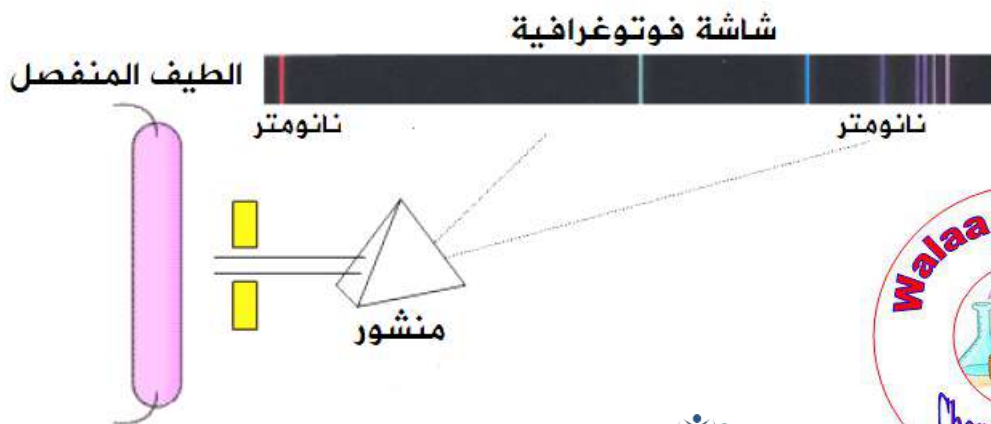 شاشة فوتوغرافية
الطيف المنفصل
نانومتر
نانومتر
منشور
Walaa